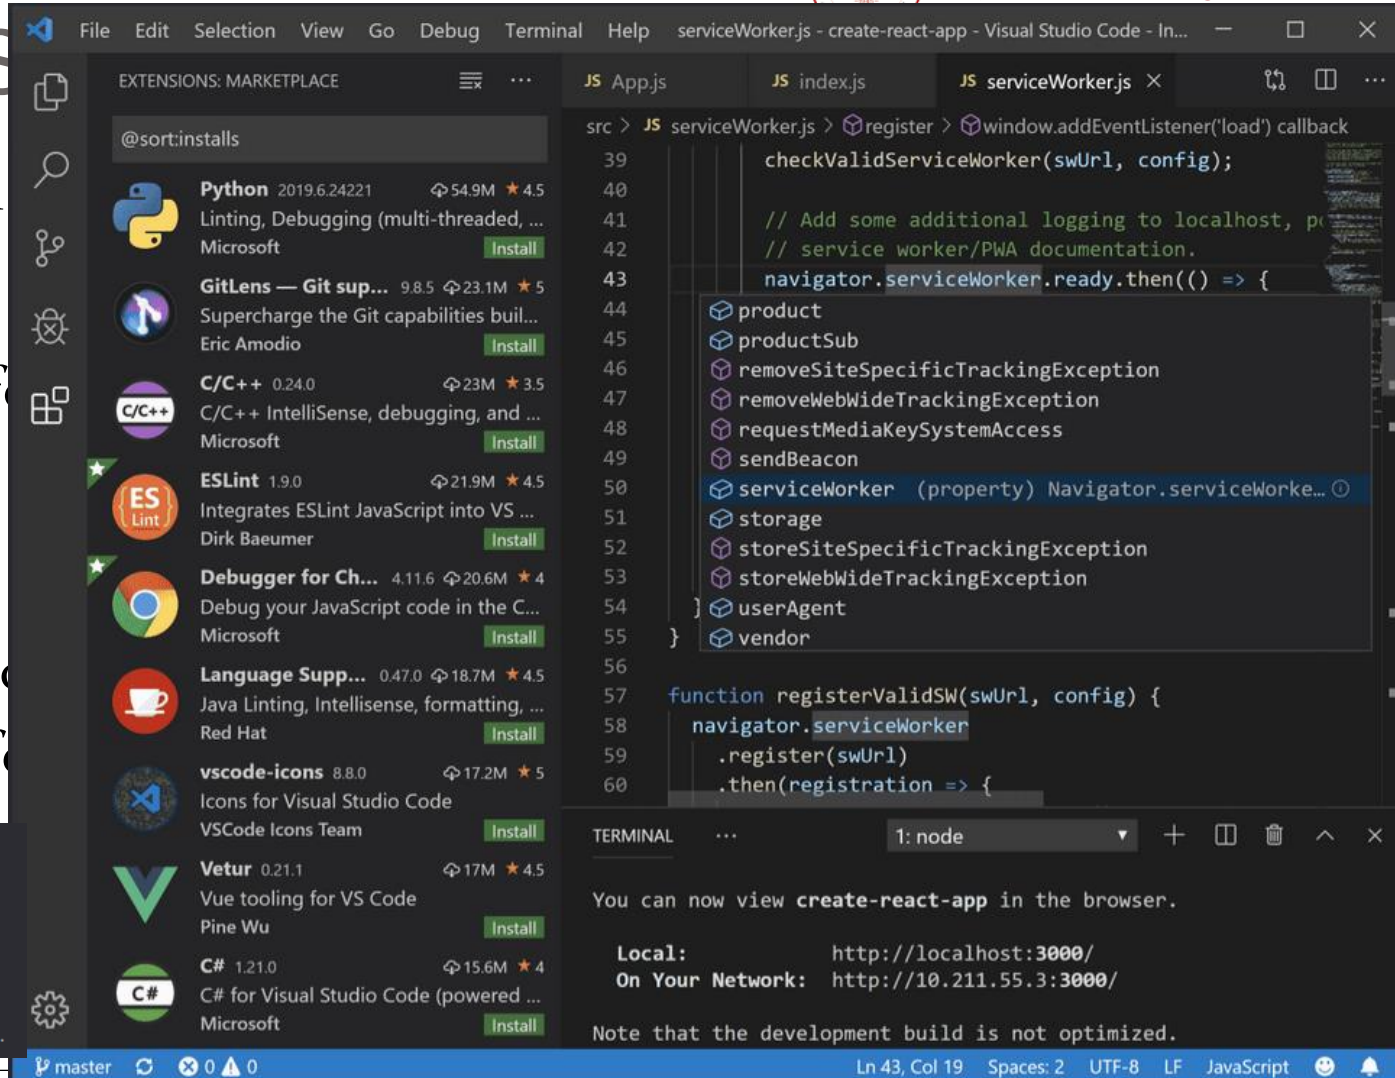 File Edit Selection View Go Debug Terminal Help serviceWorker.js - create-react-app - Visual Studio Code - In...
EXTENSIONS: MARKETPLACE
@sort:installs
Python 2019.6.24221 54.9M 4.5
Linting, Debugging (multi-threaded, ...
Microsoft Install
GitLens — Git sup... 9.8.5 23.1M 5
Supercharge the Git capabilities buil...
Eric Amodio Install
C/C++
C/C++ 0.24.0 23M 3.5
C/C++ IntelliSense, debugging, and ...
Microsoft Install
ES
Lint
ESLint 1.9.0 21.9M 4.5
Integrates ESLint JavaScript into VS ...
Dirk Baeumer Install
Debugger for Ch... 4.11.6 20.6M 4
Debug your JavaScript code in the C...
Microsoft Install
Language Supp... 0.47.0 18.7M 4.5
Java Linting, Intellisense, formatting, ...
Red Hat Install
vscode-icons 8.8.0 17.2M 5
Icons for Visual Studio Code
VSCode Icons Team Install
Vetur 0.21.1 17M 4.5
Vue tooling for VS Code
Pine Wu Install
C#
C# 1.21.0 15.6M 4
C# for Visual Studio Code (powered ...
Microsoft Install
JS App.js JS index.js JS serviceWorker.js
src > JS serviceWorker.js > register > window.addEventListener('load') callback
39 checkValidServiceWorker(swUrl, config);
40
41 // Add some additional logging to localhost, po
42 // service worker/PWA documentation.
43 navigator.serviceWorker.ready.then(() => {
44 product
45 productSub
46 removeSiteSpecificTrackingException
47 removeWebWideTrackingException
48 requestMediaKeySystemAccess
49 sendBeacon
50 serviceWorker (property) Navigator.serviceWorke...
51 storage
52 storeSiteSpecificTrackingException
53 storeWebWideTrackingException
54 } userAgent
55 } vendor
56
57 function registerValidSW(swUrl, config) {
58 navigator.serviceWorker
59 .register(swUrl)
60 .then(registration => {
TERMINAL ... 1: node
You can now view create-react-app in the browser.
Local: http://localhost:3000/
On Your Network: http://10.211.55.3:3000/
Note that the development build is not optimized.
master 0 0 Ln 43, Col 19 Spaces: 2 UTF-8 LF JavaScript